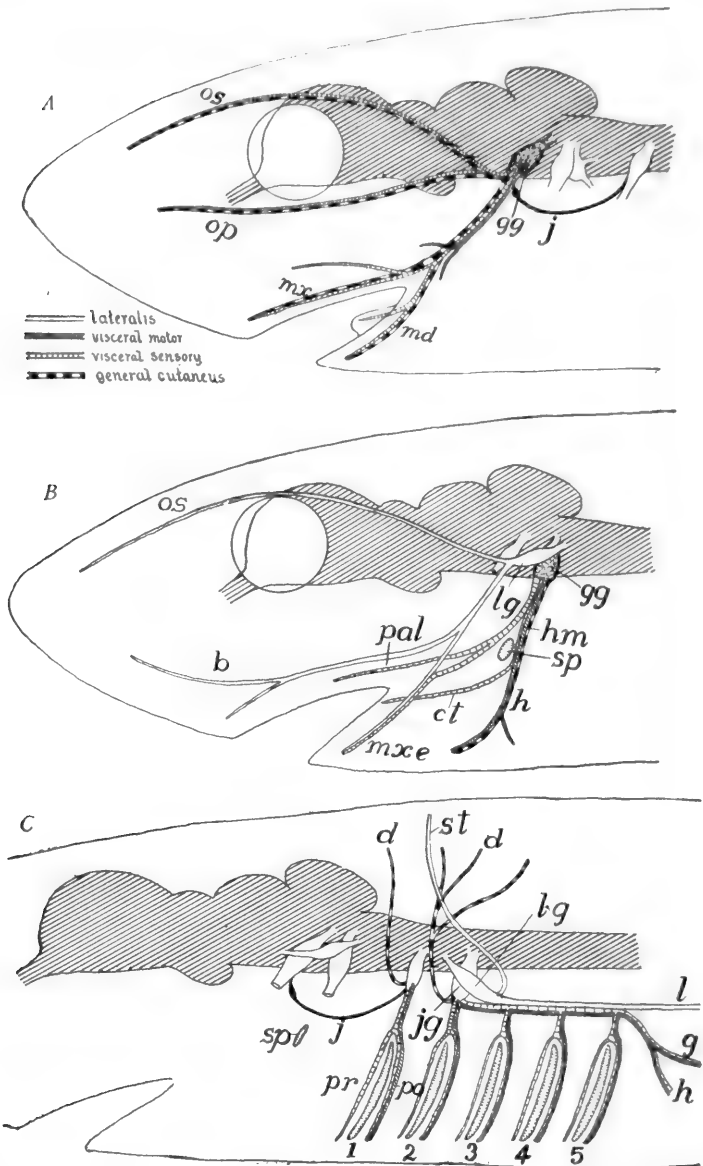 A
os
op
gg
j
mx
md
lateralis
visceral motor
visceral sensory
general cutaneus
B
os
lg
gg
pal
hm
sp
b
ct
h
mxe
C
d
st
d
lg
l
jg
sp
j
g
pr
po
h
1 2 3 4 5